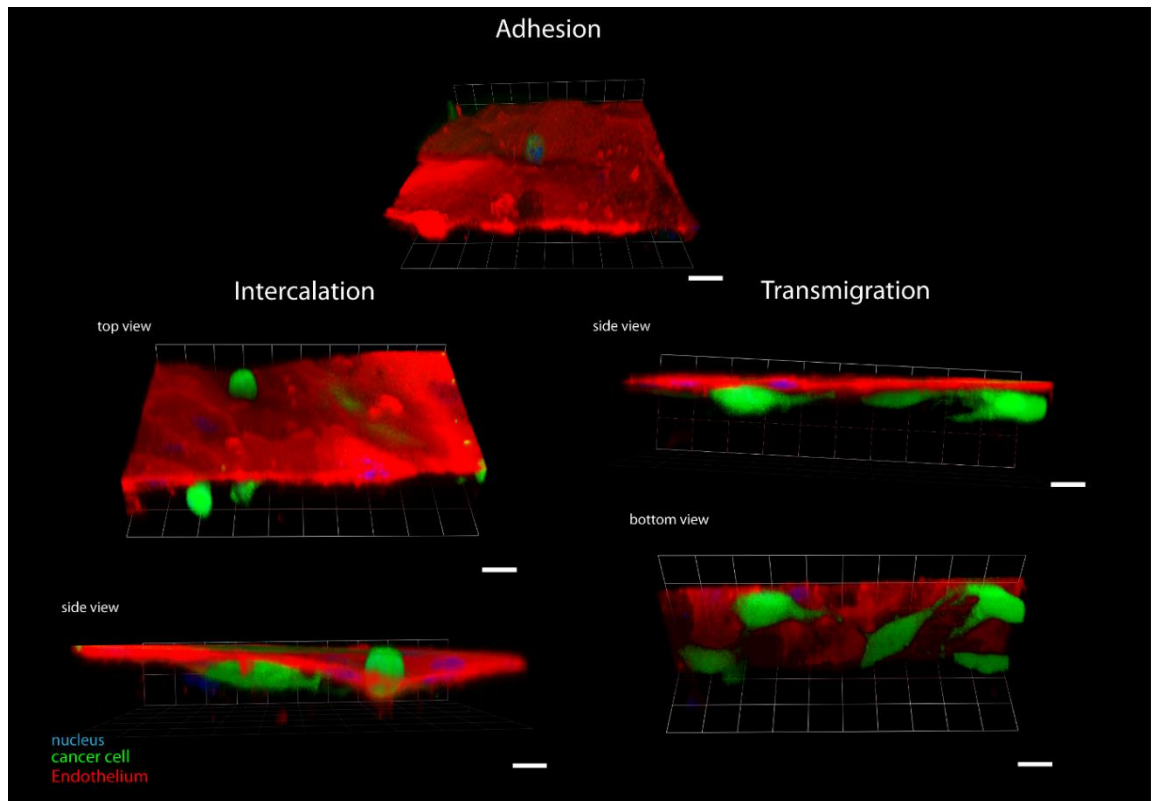 Adhesion
Intercalation
Transmigration
top view
side view
bottom view
side view
nucleus
cancer cell
Endothelium